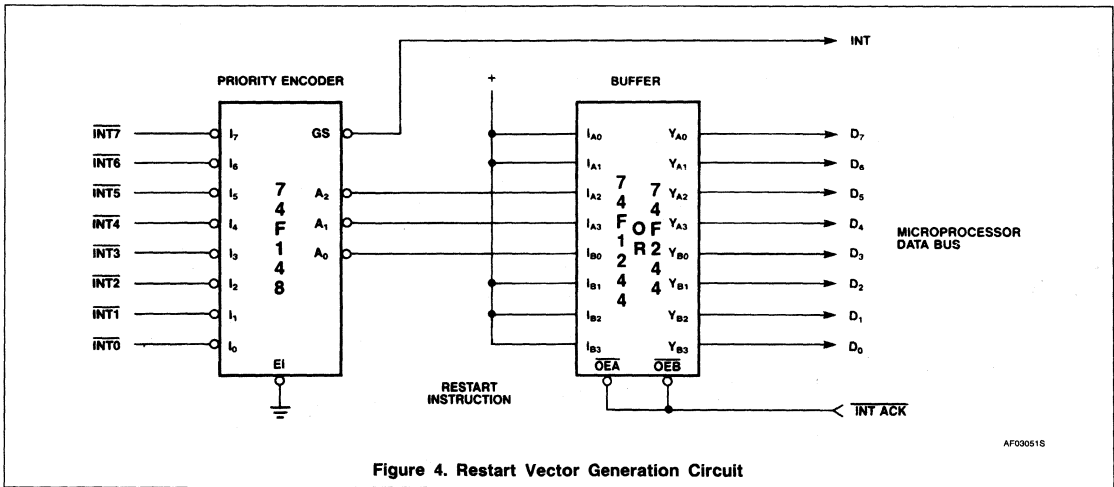 INT
PRIORITY ENCODER
+
BUFFER
INT7
INT6
INT5
INT4
INT3
INT2
INT1
INT0
I7
I6
I5
I4
I3
I2
I1
I0
GS
A2
A1
A0
74F148
EI
IA0
IA1
IA2
IA3
IB0
IB1
IB2
IB3
74F1244
OR
74F244
YA0
YA1
YA2
YA3
YB0
YB1
YB2
YB3
OEA
OEB
D7
D6
D5
D4
D3
D2
D1
D0
MICROPROCESSOR
DATA BUS
RESTART
INSTRUCTION
INT ACK
AF03051S
Figure 4. Restart Vector Generation Circuit